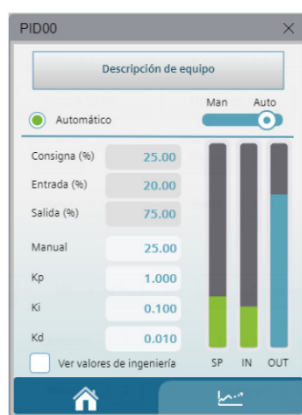 PID00
Descripción de equipo
Man Auto
Automático
Consigna (%) 25.00
Entrada (%) 20.00
Salida (%) 75.00
Manual 25.00
Kp 1.000
Ki 0.100
Kd 0.010
Ver valores de ingeniería SP IN OUT